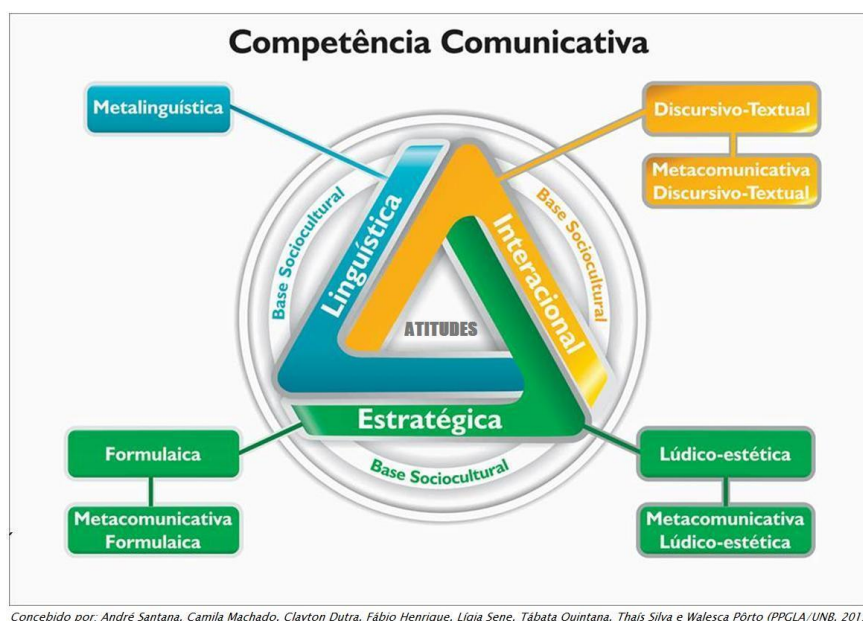 Competência Comunicativa
Metalinguística
Discursivo-Textual
Metacomunicativa
Discursivo-Textual
Base Sociocultural
Linguística
Base Sociocultural
Interacional
ATITUDES
Estratégica
Base Sociocultural
Formulaica
Metacomunicativa
Formulaica
Lúdico-estética
Metacomunicativa
Lúdico-estética
Concebido por: André Santana, Camila Machado, Clayton Dutra, Fábio Henrique, Lígia Sene, Tábata Quintana, Thaís Silva e Walesca Pôrto (PPGLA/UNB, 201